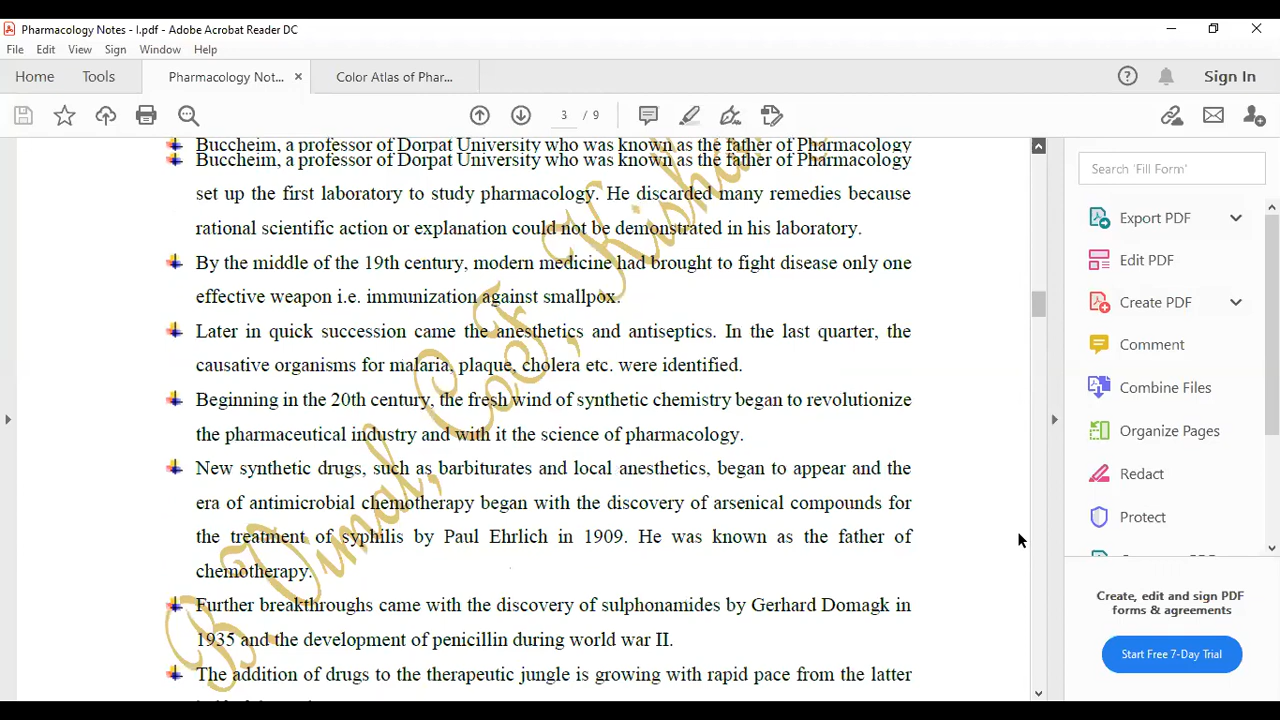 Pharmacology Notes - I.pdf - Adobe Acrobat Reader DC
File Edit View Sign Window Help
Home Tools Pharmacology Not... × Color Atlas of Phar... Sign In
3 / 9
Buccheim, a professor of Dorpat University who was known as the father of Pharmacology
Buccheim, a professor of Dorpat University who was known as the father of Pharmacology
set up the first laboratory to study pharmacology. He discarded many remedies because
rational scientific action or explanation could not be demonstrated in his laboratory.
By the middle of the 19th century, modern medicine had brought to fight disease only one
effective weapon i.e. immunization against smallpox.
Later in quick succession came the anesthetics and antiseptics. In the last quarter, the
causative organisms for malaria, plaque, cholera etc. were identified.
Beginning in the 20th century, the fresh wind of synthetic chemistry began to revolutionize
the pharmaceutical industry and with it the science of pharmacology.
New synthetic drugs, such as barbiturates and local anesthetics, began to appear and the
era of antimicrobial chemotherapy began with the discovery of arsenical compounds for
the treatment of syphilis by Paul Ehrlich in 1909. He was known as the father of
chemotherapy.
Further breakthroughs came with the discovery of sulphonamides by Gerhard Domagk in
1935 and the development of penicillin during world war II.
The addition of drugs to the therapeutic jungle is growing with rapid pace from the latter
B Vimal, CoF,
Search 'Fill Form'
Export PDF
Edit PDF
Create PDF
Comment
Combine Files
Organize Pages
Redact
Protect
Create, edit and sign PDF
forms & agreements
Start Free 7-Day Trial